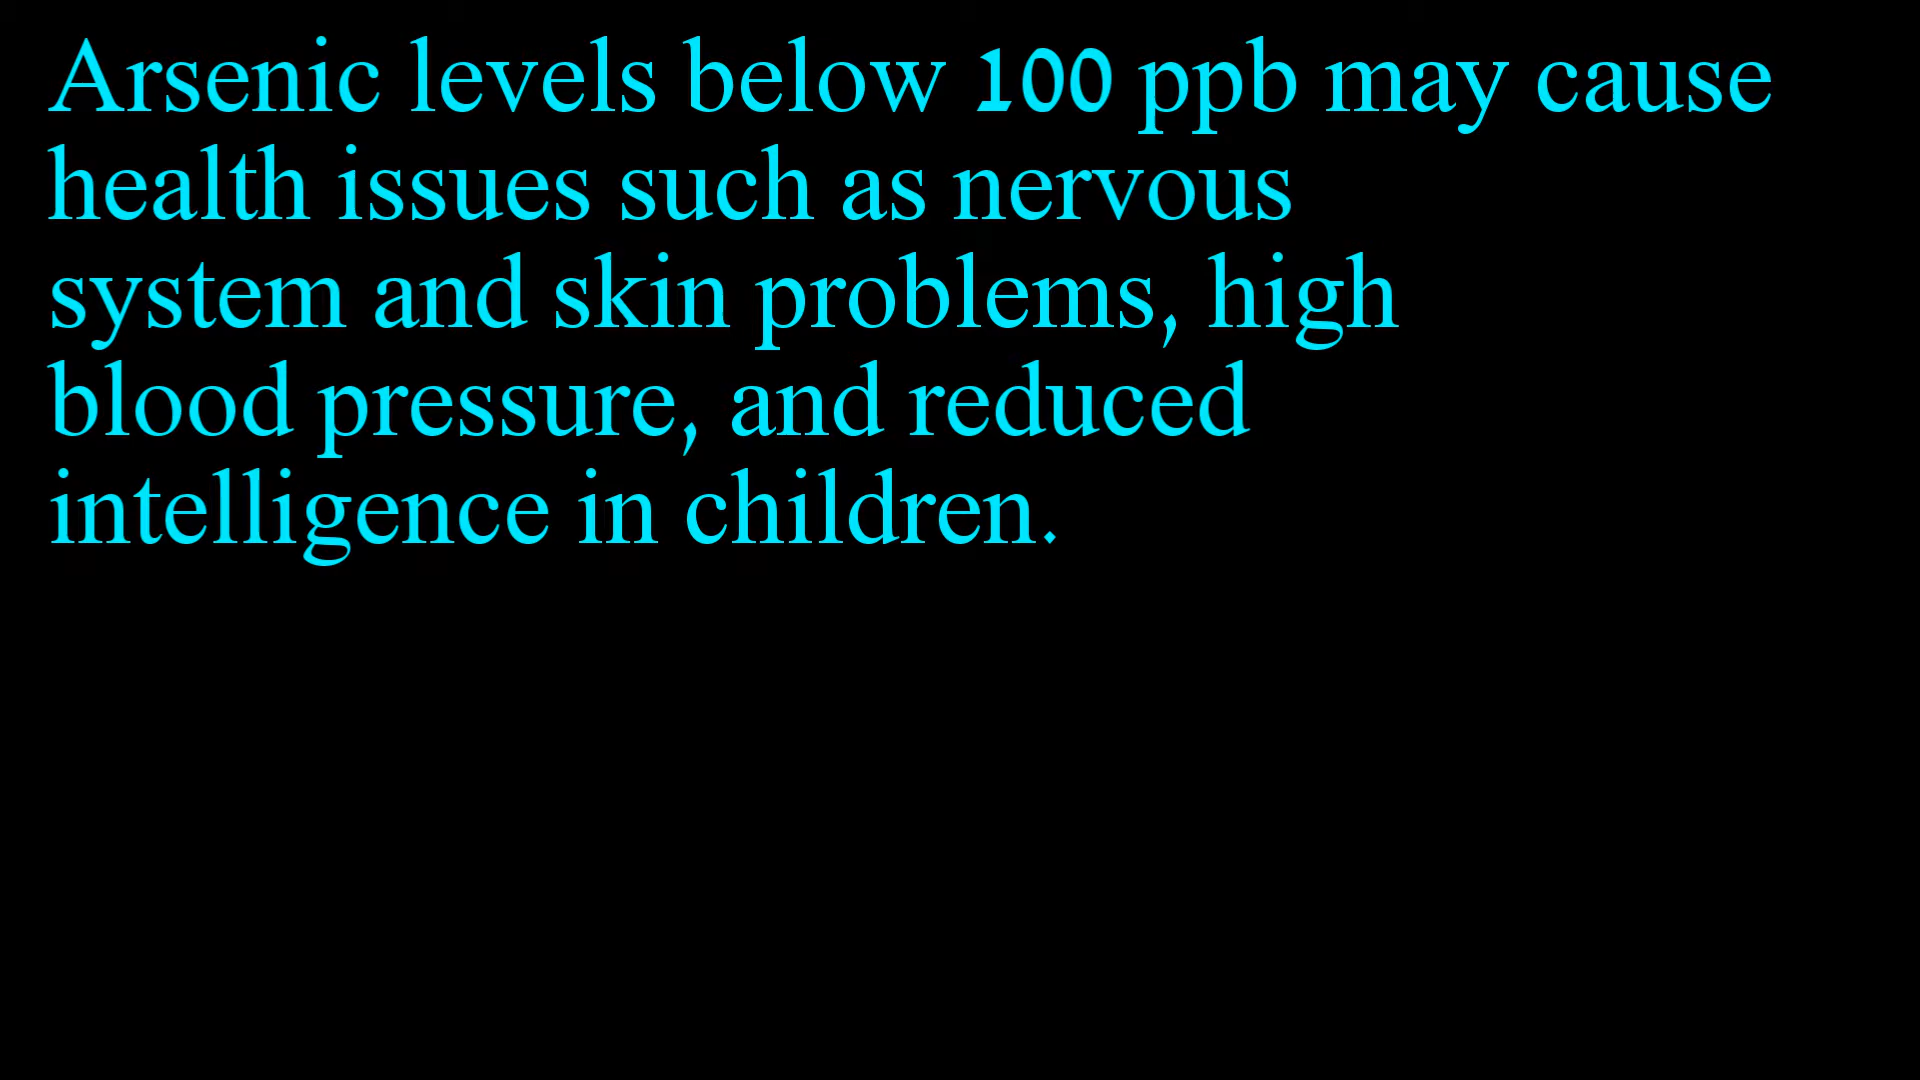 Arsenic levels below 100 ppb may cause
health issues such as nervous
system and skin problems, high
blood pressure, and reduced
intelligence in children.